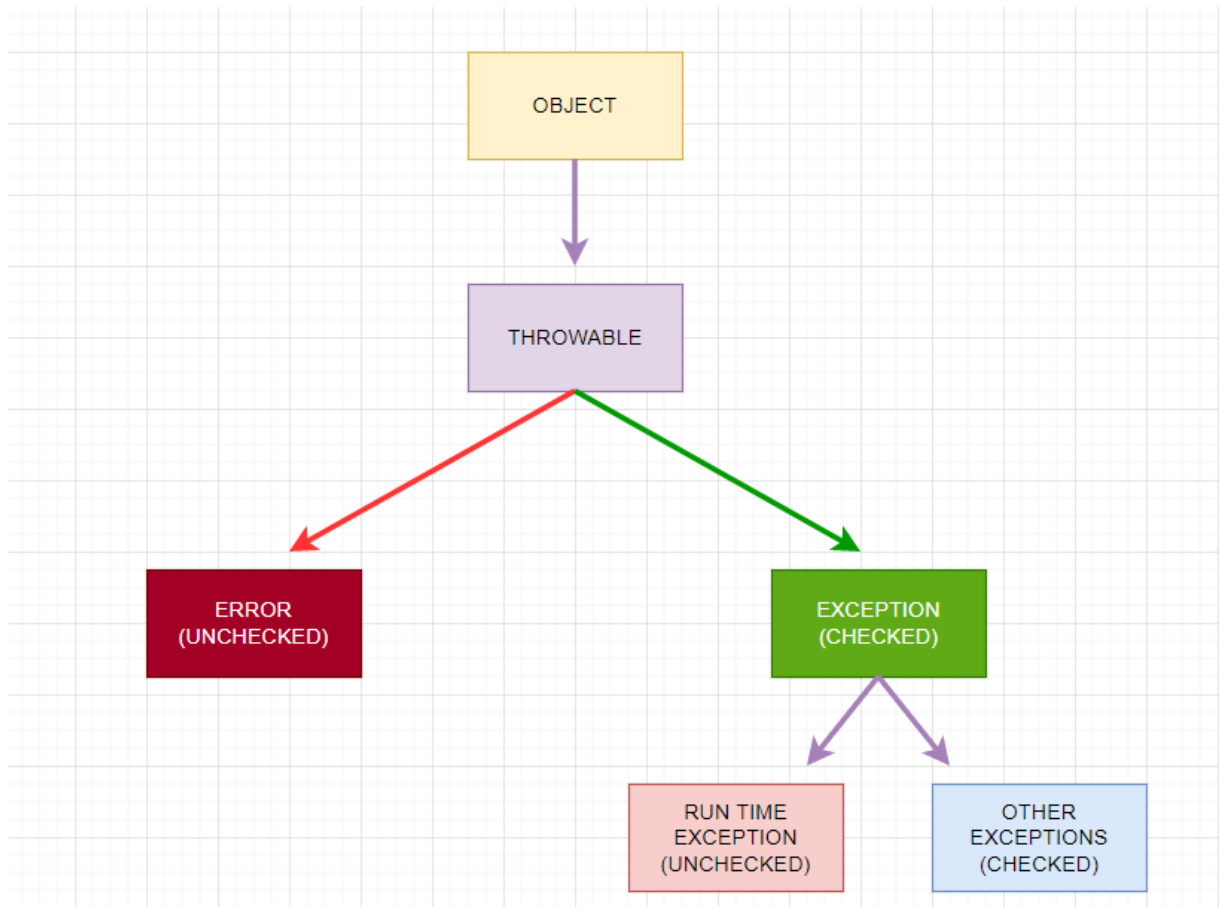 OBJECT
THROWABLE
ERROR
(UNCHECKED)
EXCEPTION
(CHECKED)
RUN TIME
EXCEPTION
(UNCHECKED)
OTHER
EXCEPTIONS
(CHECKED)